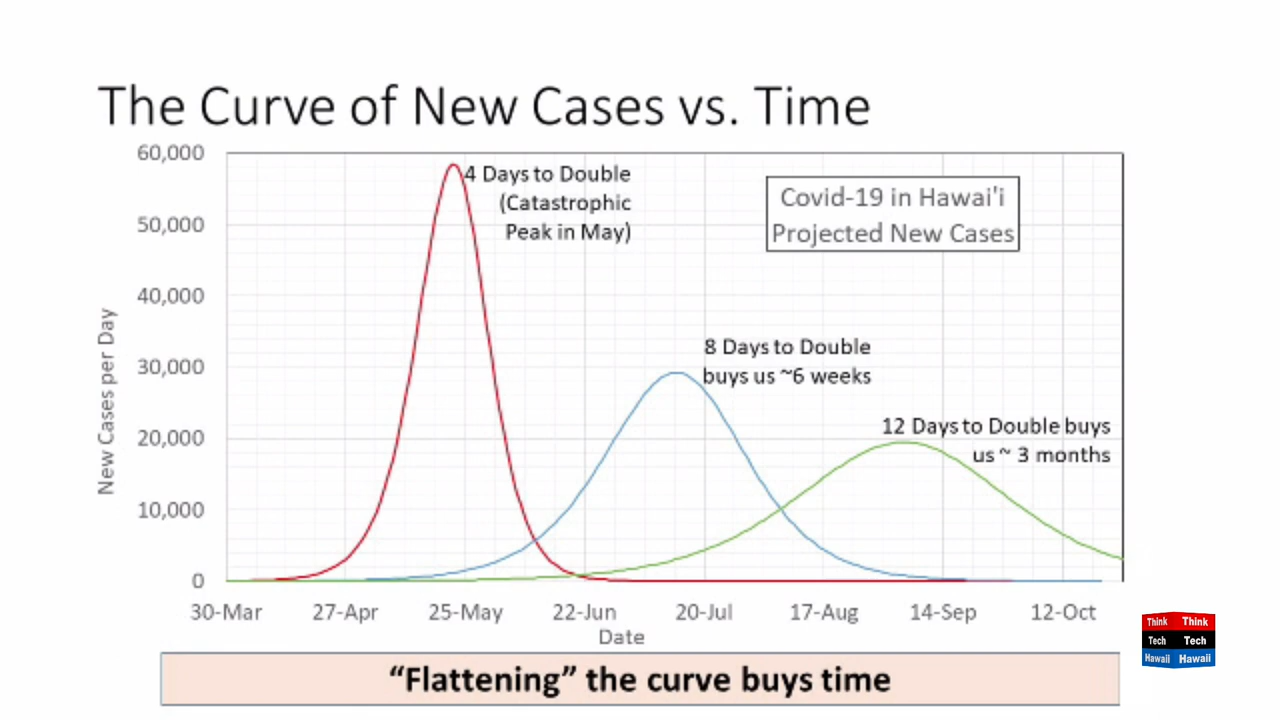 The Curve of New Cases vs. Time
60,000
50,000
40,000
30,000
20,000
10,000
0
New Cases per Day
4 Days to Double
(Catastrophic
Peak in May)
Covid-19 in Hawai'i
Projected New Cases
8 Days to Double
buys us ~6 weeks
12 Days to Double buys
us ~ 3 months
30-Mar 27-Apr 25-May 22-Jun 20-Jul 17-Aug 14-Sep 12-Oct
Date
“Flattening” the curve buys time
Think Think
Tech Tech
Hawaii Hawaii